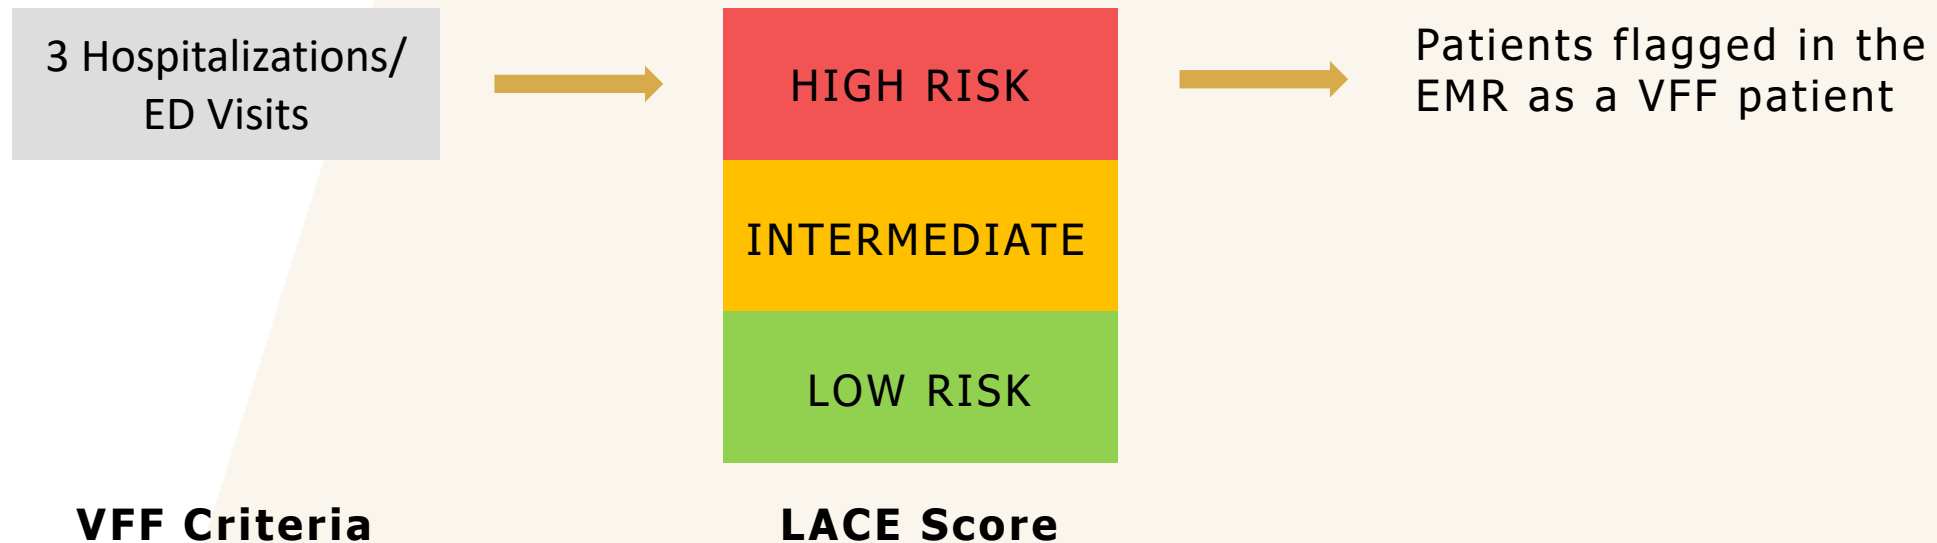 3 Hospitalizations/
ED Visits
HIGH RISK
INTERMEDIATE
LOW RISK
Patients flagged in the
EMR as a VFF patient
VFF Criteria
LACE Score